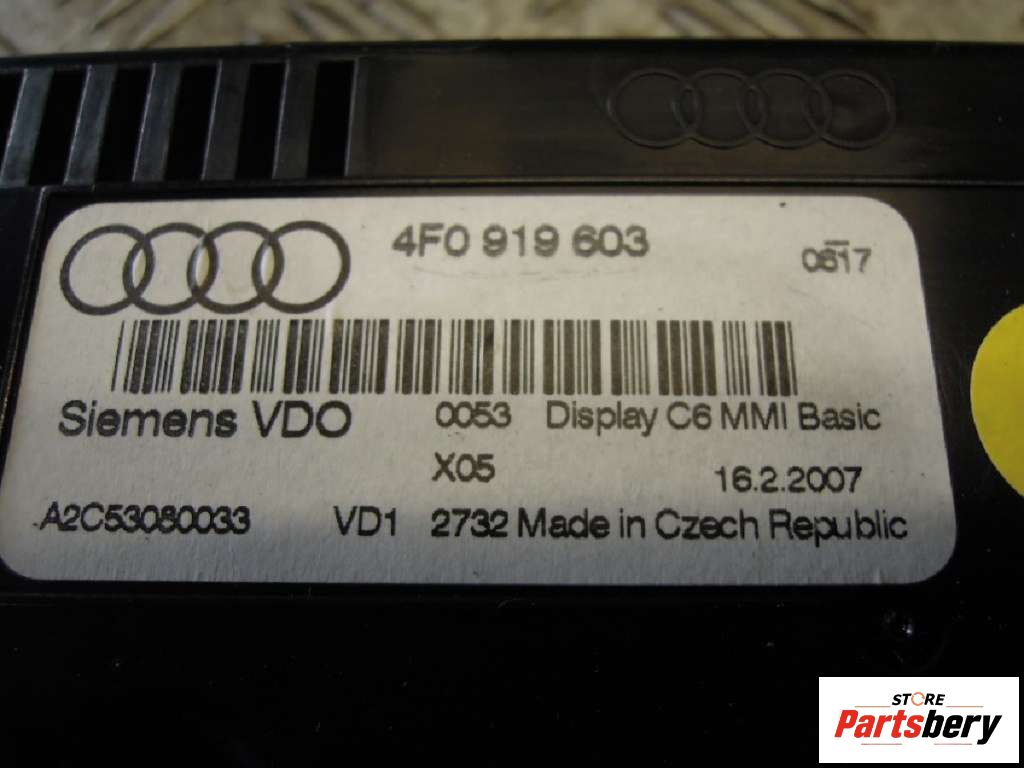 4F0 919 603 0617
Siemens VDO 0053 Display C6 MMI Basic
X05 16.2.2007
A2C53080033 VD1 2732 Made in Czech Republic
STORE
Partsbery